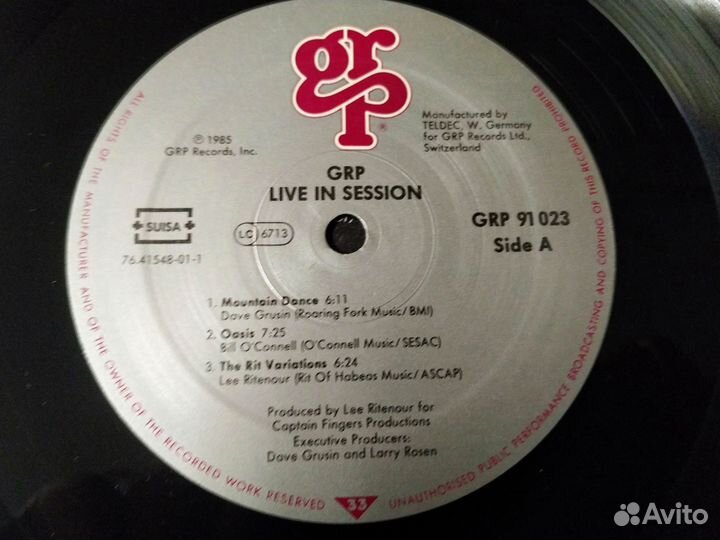 grp
®
℗ 1985
GRP Records, Inc.
Manufactured by
TELDEC, W. Germany
for GRP Records Ltd.,
Switzerland
GRP
LIVE IN SESSION
SUISA
LC 6713
GRP 91 023
Side A
76.41548-01-1
1. Mountain Dance 6:11
Dave Grusin (Roaring Fork Music/BMI)
2. Oasis 7:25
Bill O'Connell (O'Connell Music/SESAC)
3. The Rit Variations 6:24
Lee Ritenour (Rit Of Habeas Music/ASCAP)
Produced by Lee Ritenour for
Captain Fingers Productions
Executive Producers:
Dave Grusin and Larry Rosen
33
ALL RIGHTS OF THE MANUFACTURER AND OF THE OWNER OF THE RECORDED WORK RESERVED
UNAUTHORISED PUBLIC PERFORMANCE BROADCASTING AND COPYING OF THIS RECORD PROHIBITED
Avito